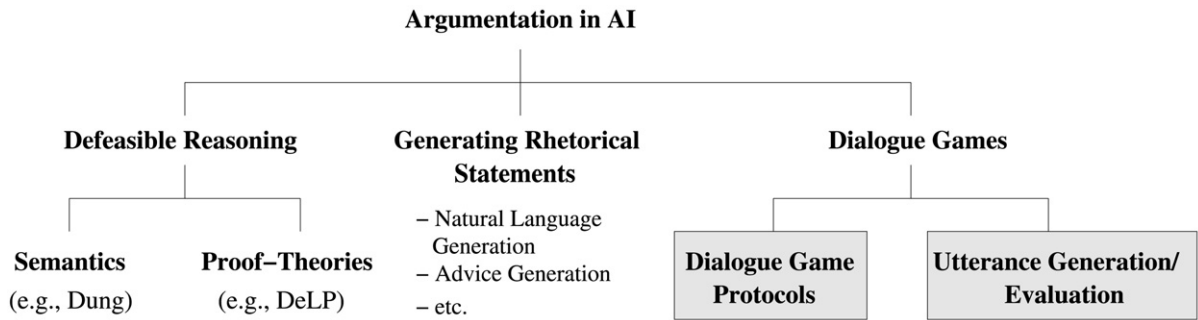 Argumentation in AI
Defeasible Reasoning
Generating Rhetorical
Statements
Dialogue Games
– Natural Language
Generation
– Advice Generation
– etc.
Semantics
(e.g., Dung)
Proof–Theories
(e.g., DeLP)
Dialogue Game
Protocols
Utterance Generation/
Evaluation